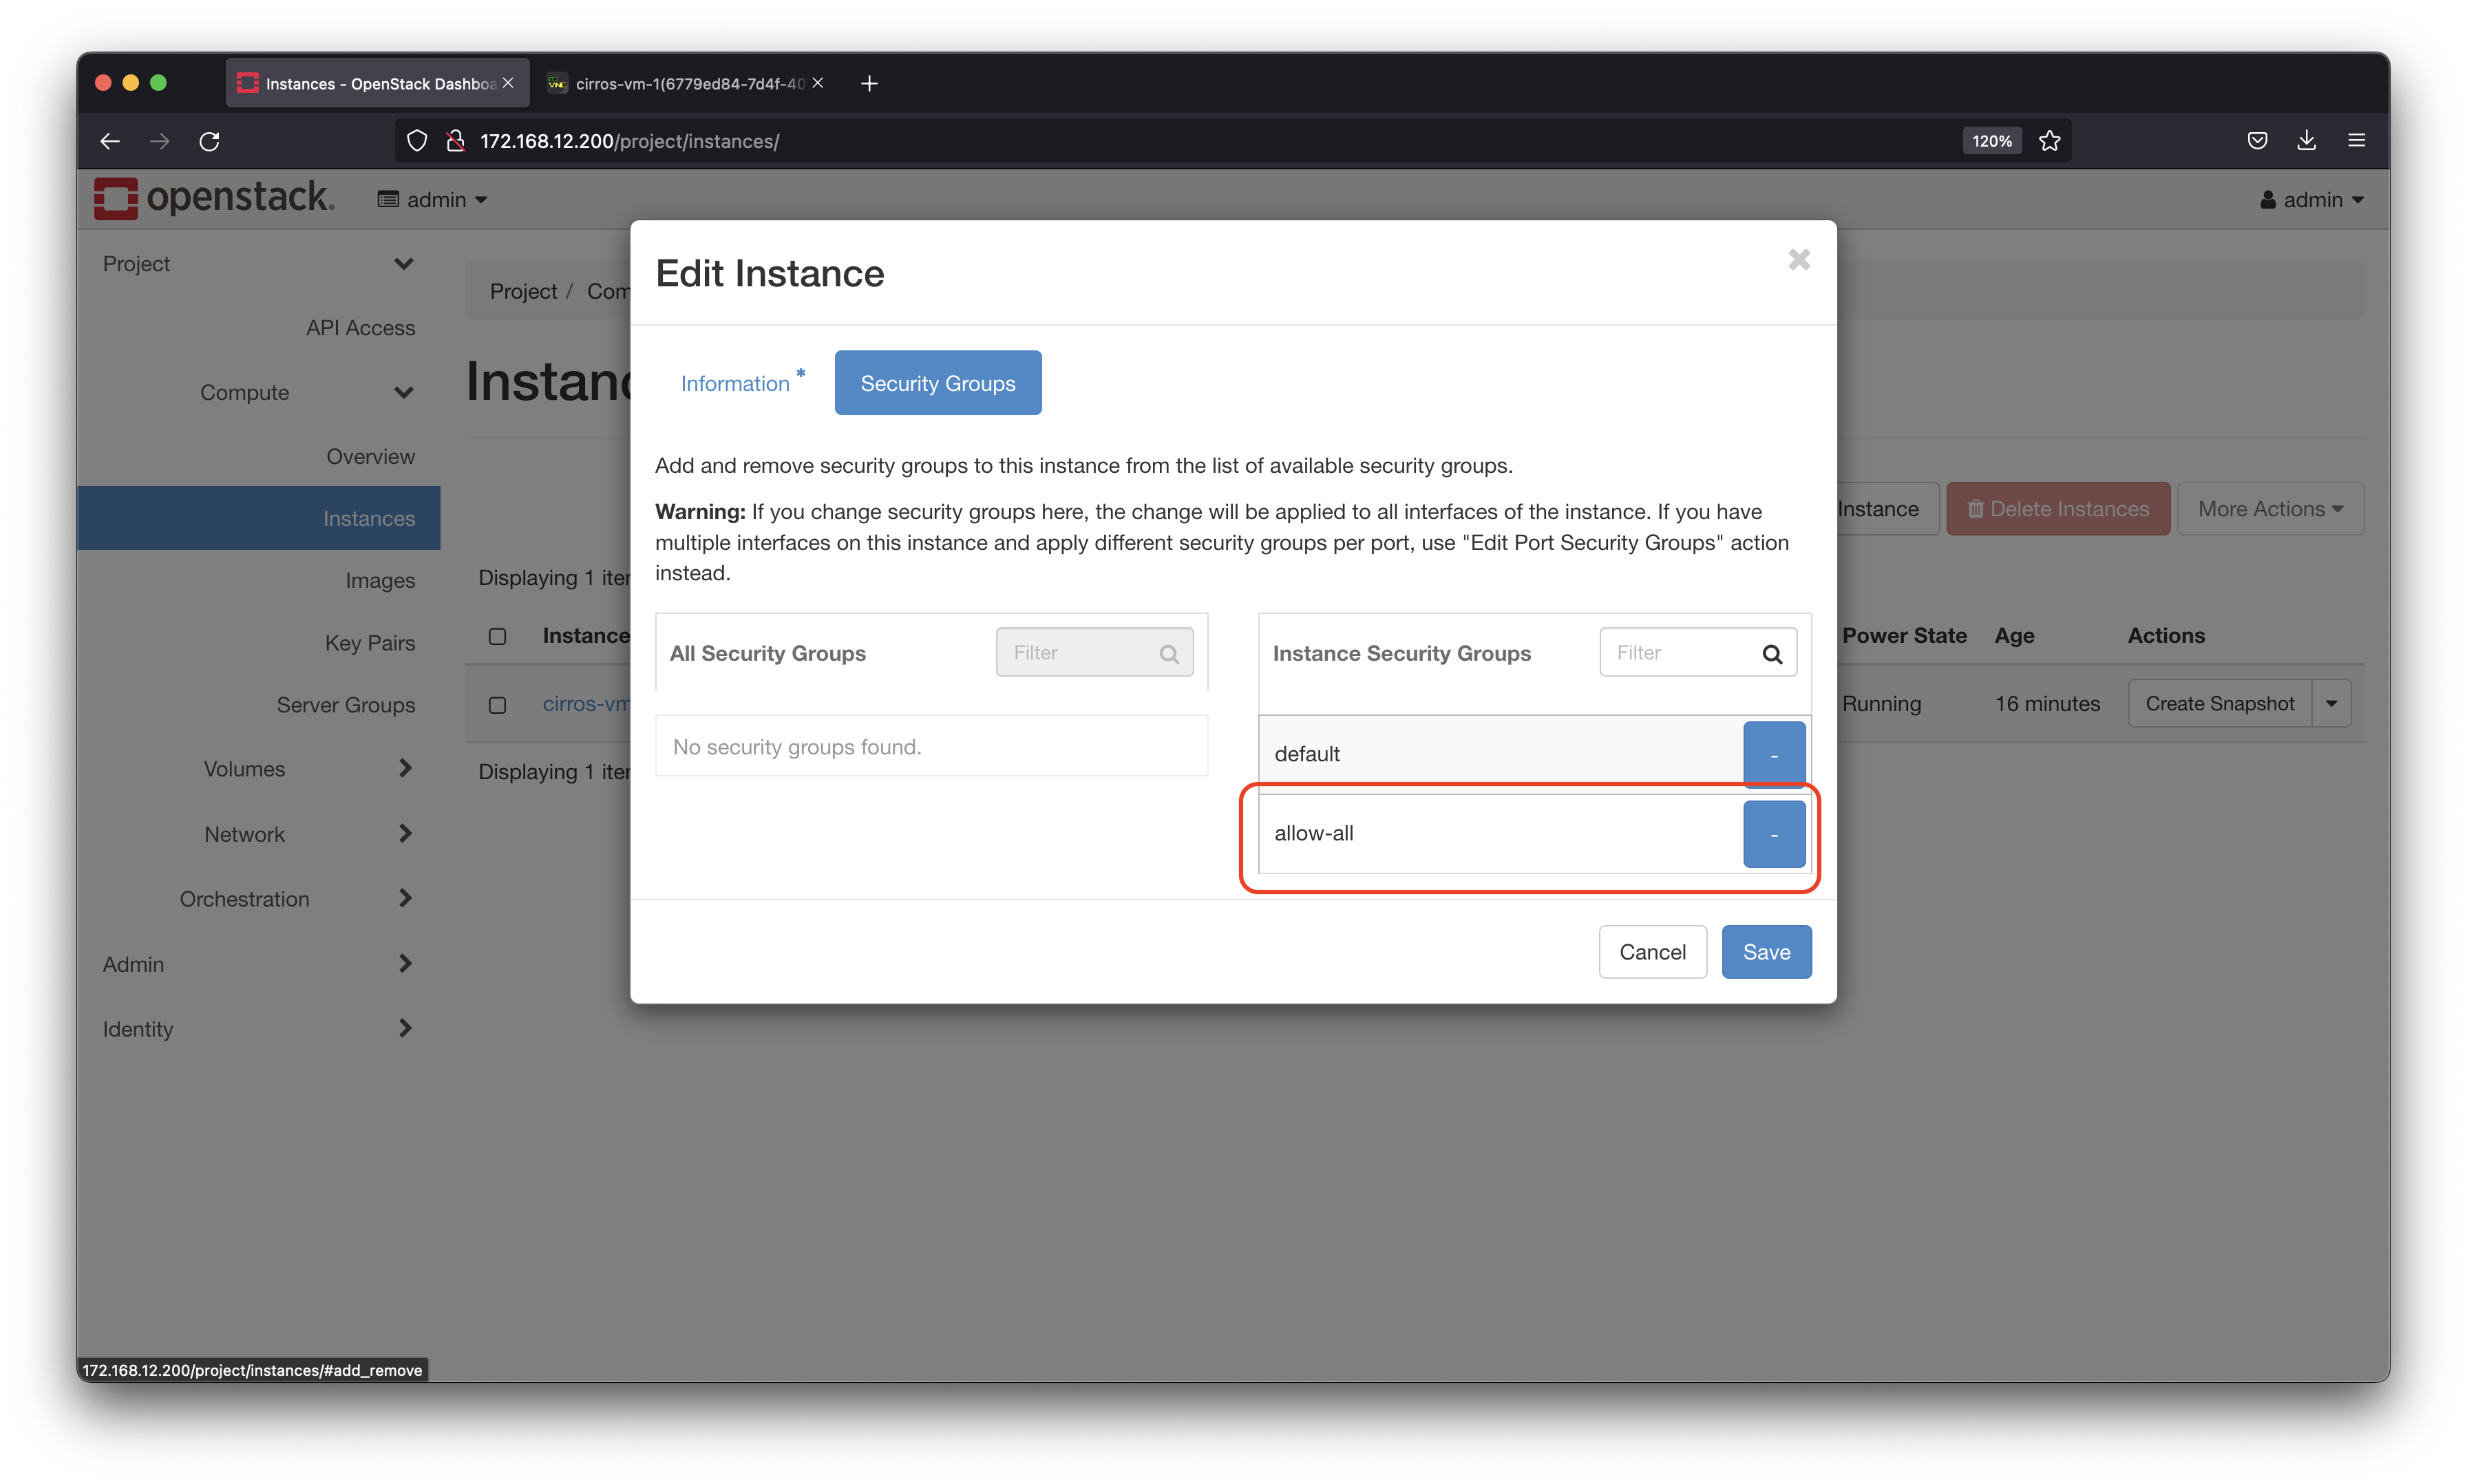 Instances - OpenStack Dashboa
cirros-vm-1(6779ed84-7d4f-40
172.168.12.200/project/instances/
120%
openstack.
admin
admin
Project
API Access
Compute
Overview
Instances
Images
Key Pairs
Server Groups
Volumes
Network
Orchestration
Admin
Identity
Project / Com
Instanc
Instance
Delete Instances
More Actions
Displaying 1 iter
Instance
Power State
Age
Actions
cirros-vm
Running
16 minutes
Create Snapshot
Displaying 1 iter
Edit Instance
Information *
Security Groups
Add and remove security groups to this instance from the list of available security groups.
Warning: If you change security groups here, the change will be applied to all interfaces of the instance. If you have
multiple interfaces on this instance and apply different security groups per port, use "Edit Port Security Groups" action
instead.
All Security Groups
Filter
No security groups found.
Instance Security Groups
Filter
default
-
allow-all
-
Cancel
Save
172.168.12.200/project/instances/#add_remove